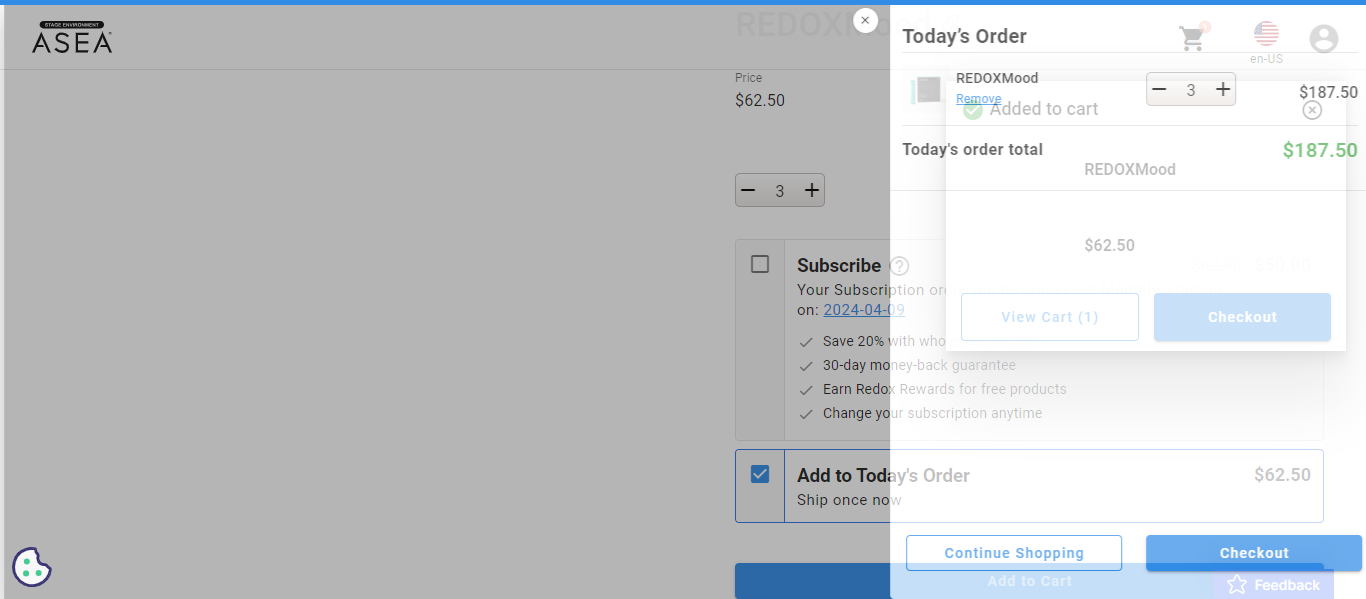 STAGE ENVIRONMENT
ASEA
REDOXMood
Price
$62.50
3
Subscribe ?
Your Subscription
on: 2024-04-09
Save 20% with who
30-day money-back guarantee
Earn Redox Rewards for free products
Change your subscription anytime
Add to Today's Order
$62.50
Ship once now
Add to Cart
Today’s Order
1
en-US
REDOXMood
Remove
3
$187.50
Today's order total
$187.50
Added to cart
REDOXMood
$62.50
View Cart (1)
Checkout
Continue Shopping
Checkout
Feedback